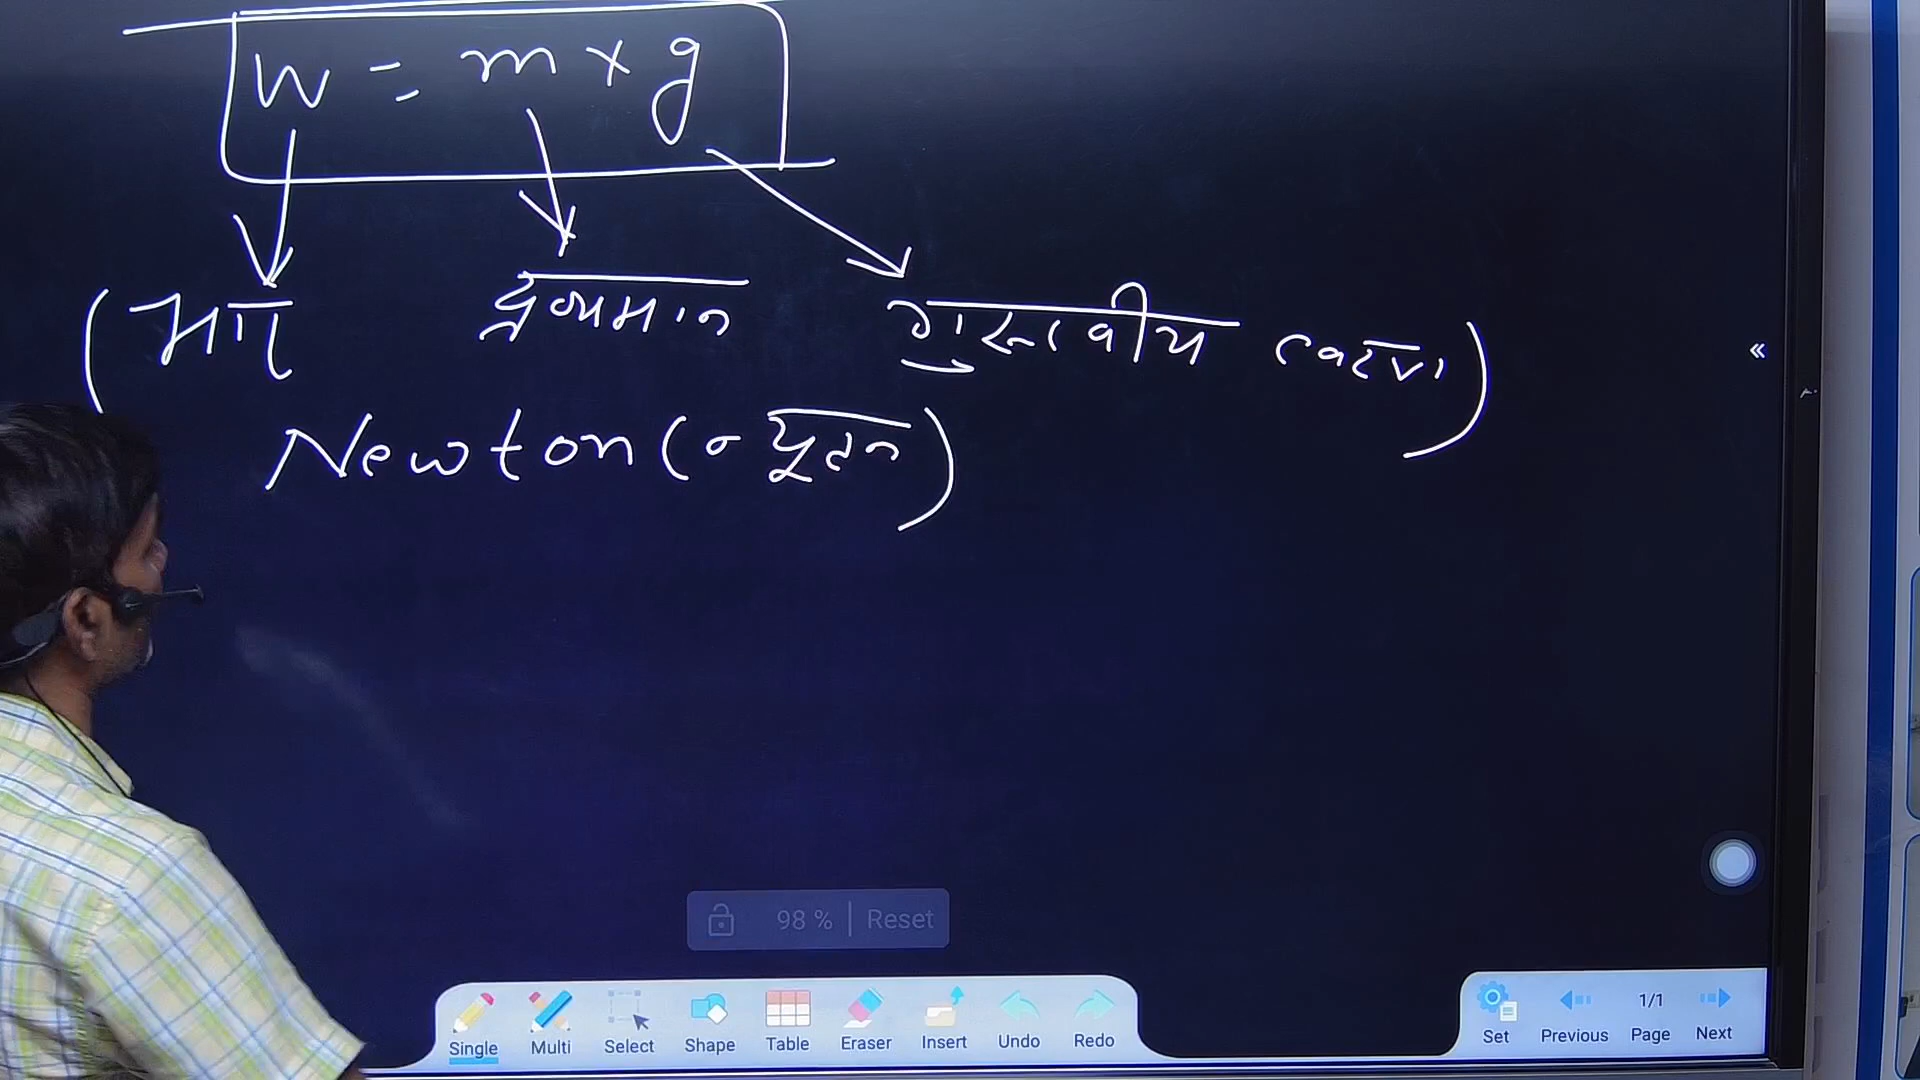 W = m × g
(भार द्रव्यमान गुरूत्वीय त्वरण)
Newton (न्यूटन)
«
98 % | Reset
Single Multi Select Shape Table Eraser Insert Undo Redo
Set Previous 1/1 Page Next